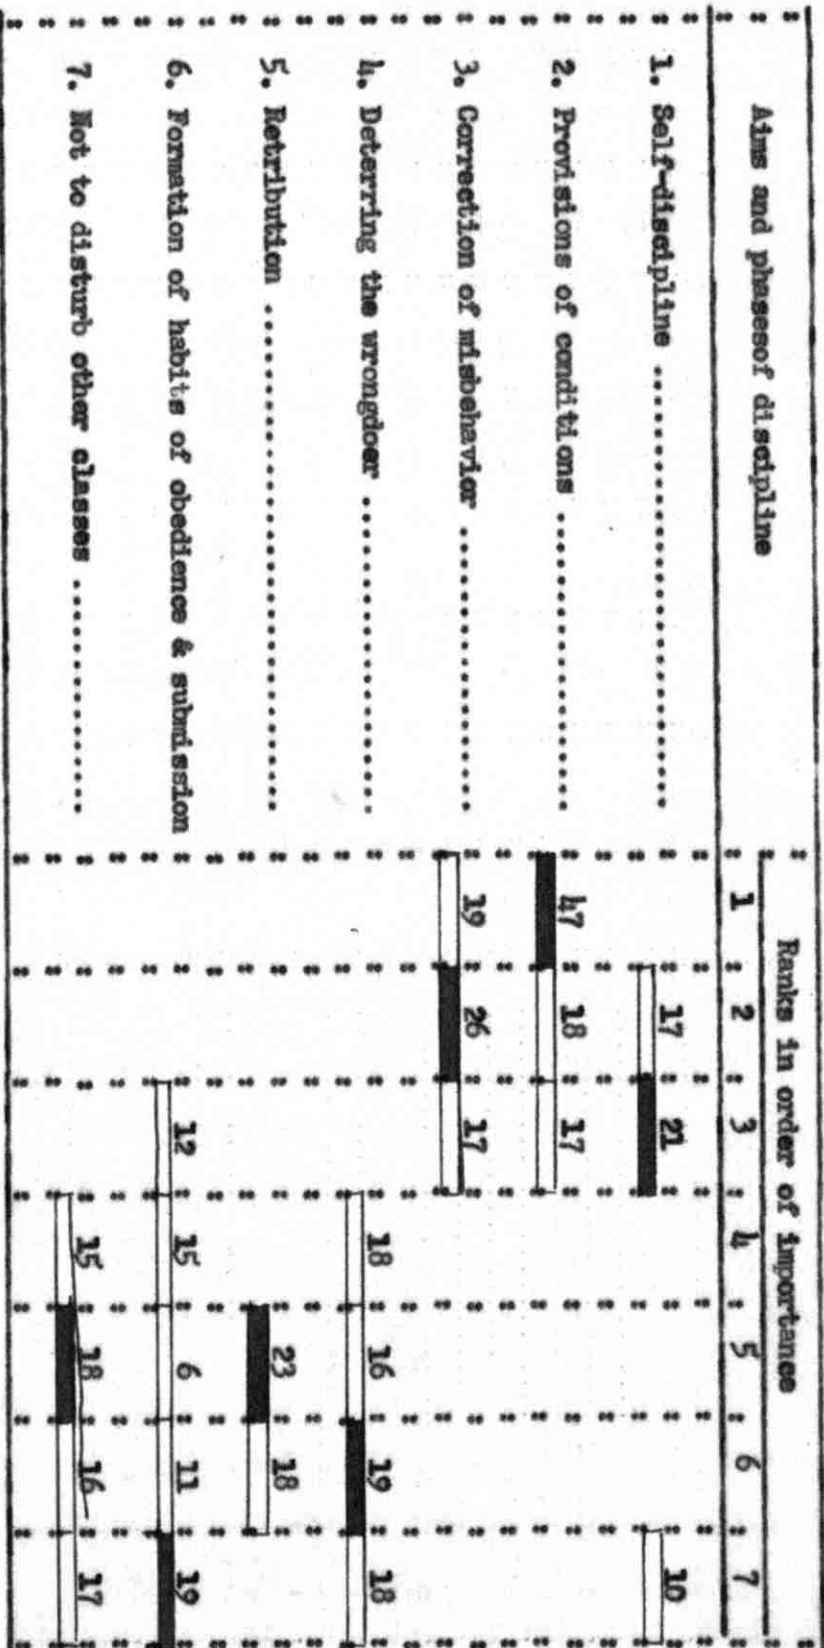 Aims and phasesof discipline
Ranks in order of importance
1 2 3 4 5 6 7
1. Self-discipline ........................................ 17 21 10
2. Provisions of conditions ........................... 47 18 17
3. Correction of misbehavior .......................... 19 26 17
4. Deterring the wrongdoer ........................... 18 16 19 18
5. Retribution ............................................. 23 18
6. Formation of habits of obedience & submission 12 15 6 11 19
7. Not to disturb other classes ..................... 15 18 16 17